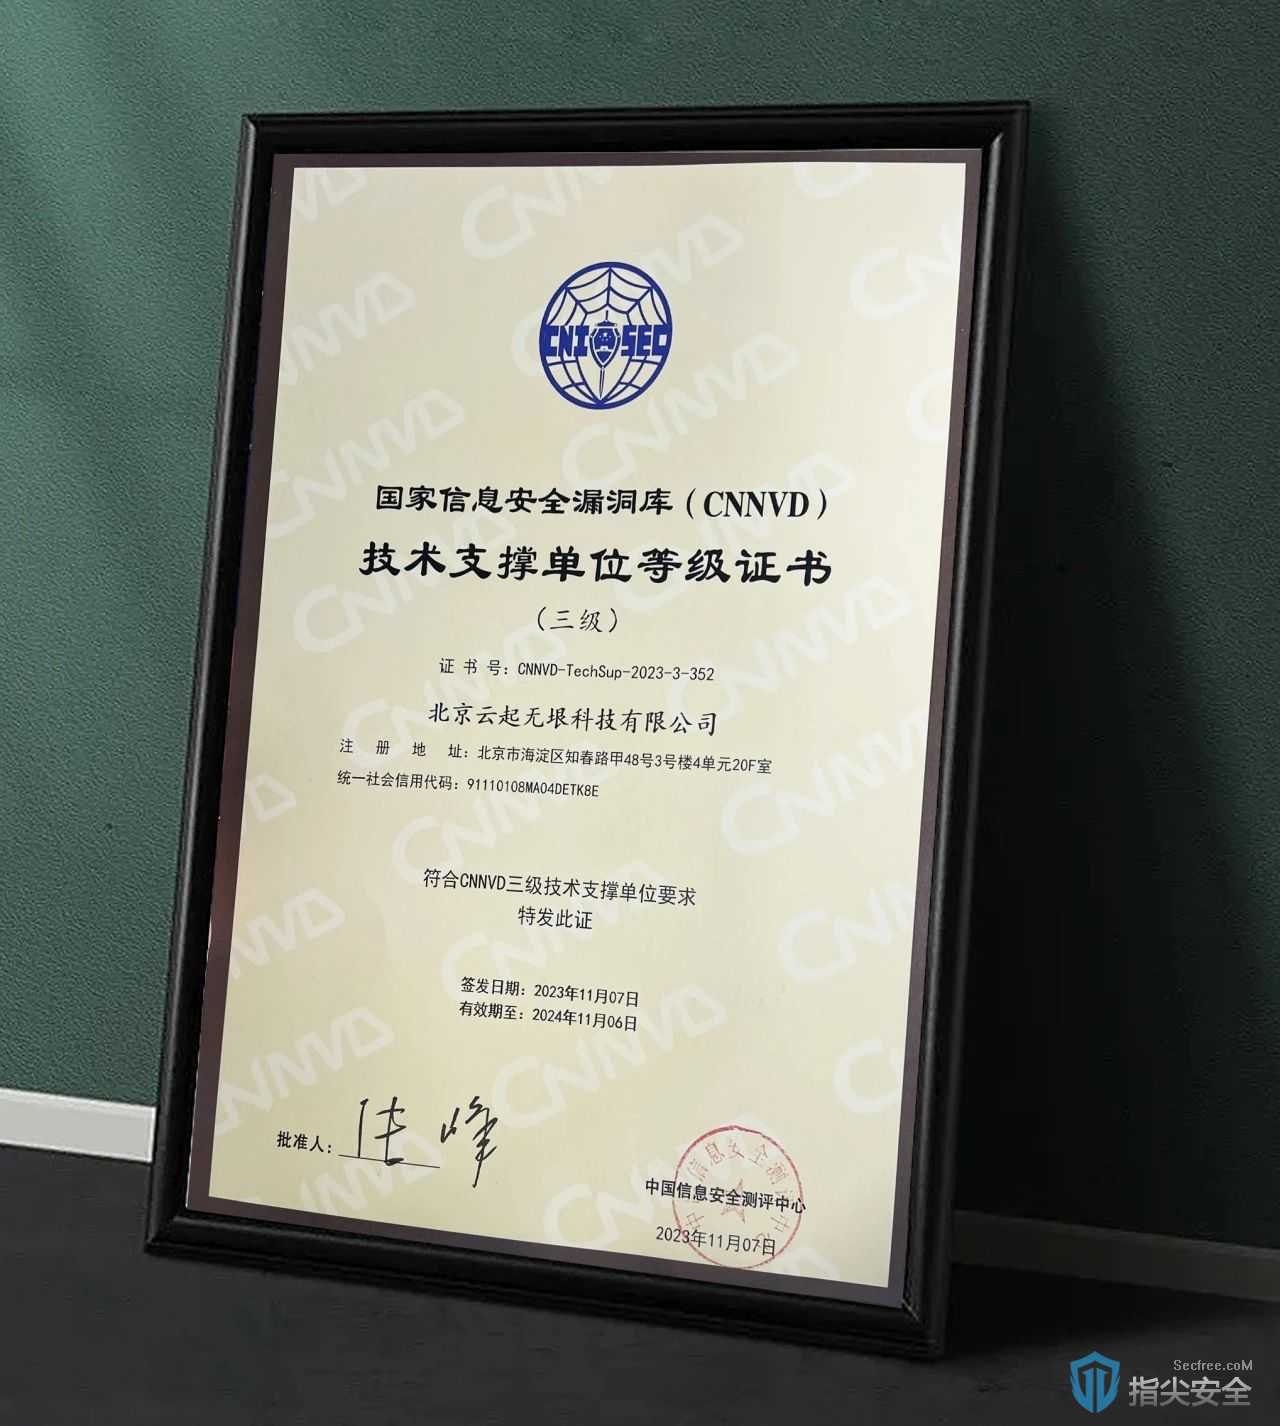 CNI SEC
国家信息安全漏洞库（CNNVD）
技术支撑单位等级证书
（三级）
证 书 号：CNNVD-TechSup-2023-3-352
北京云起无垠科技有限公司
注 册 地 址：北京市海淀区知春路甲48号3号楼4单元20F室
统一社会信用代码：91110108MA04DETK8E
符合CNNVD三级技术支撑单位要求
特发此证
签发日期：2023年11月07日
有效期至：2024年11月06日
批准人：
中国信息安全测评中心
2023年11月07日
Secfree.coM
指尖安全